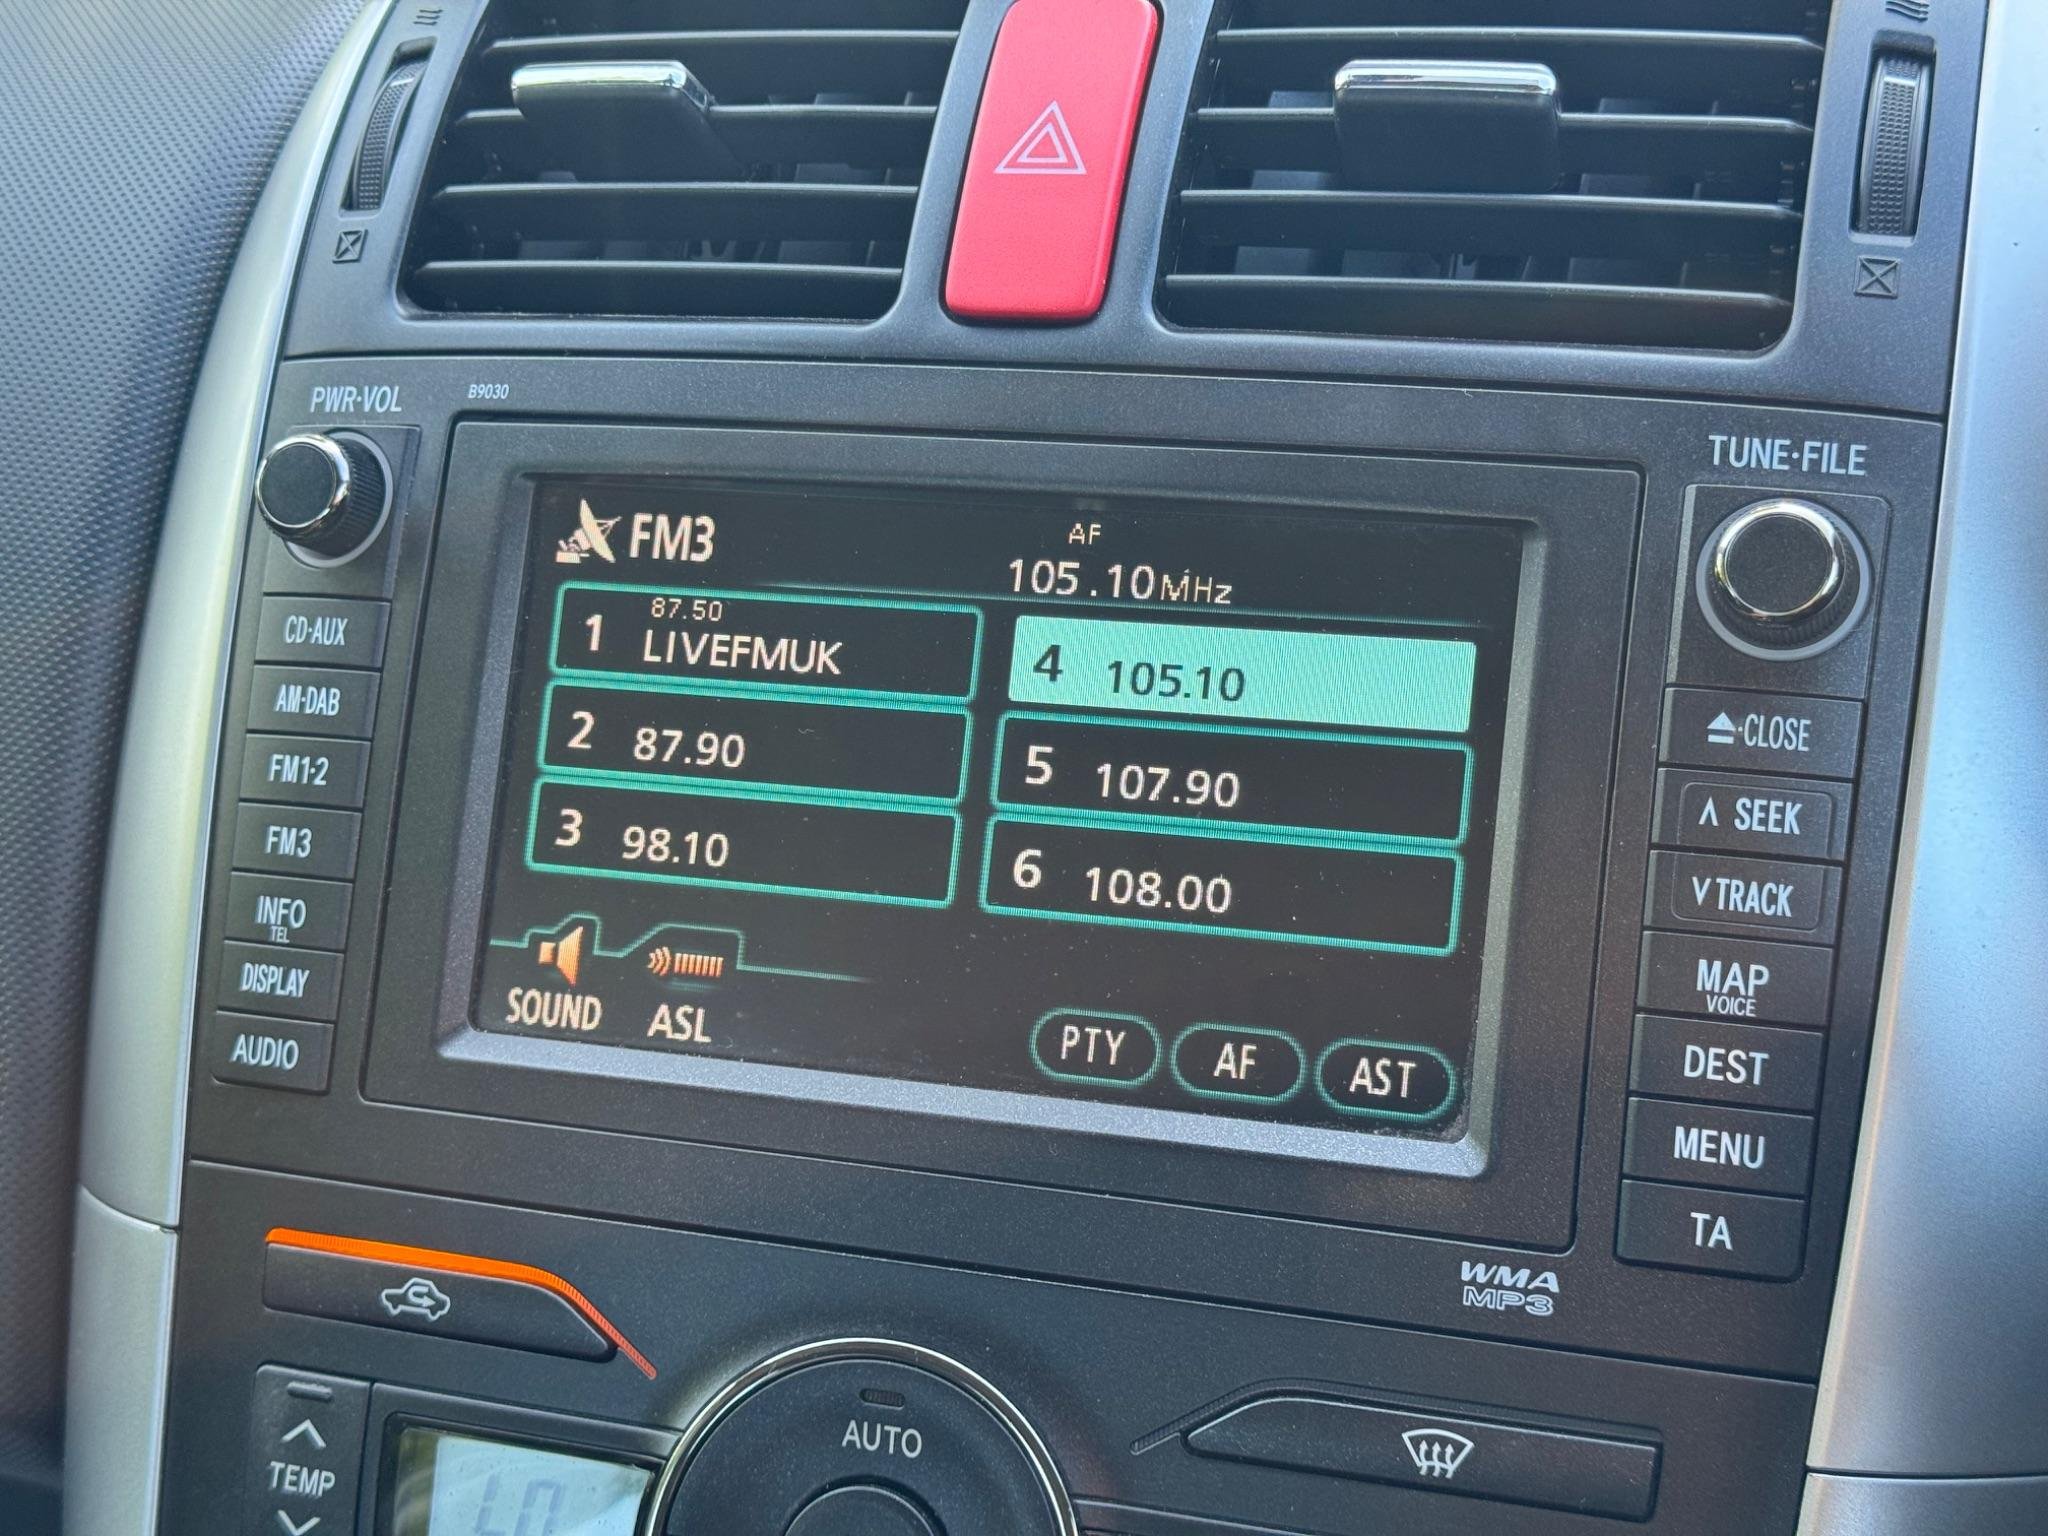 PWR·VOL
B9030
TUNE·FILE
CD·AUX
AM·DAB
FM1·2
FM3
INFO
TEL
DISPLAY
AUDIO
FM3
AF
105.10MHz
1 87.50
LIVEFMUK
2 87.90
3 98.10
4 105.10
5 107.90
6 108.00
SOUND
ASL
PTY
AF
AST
·CLOSE
∧ SEEK
∨ TRACK
MAP
VOICE
DEST
MENU
TA
WMA
MP3
AUTO
TEMP
LO